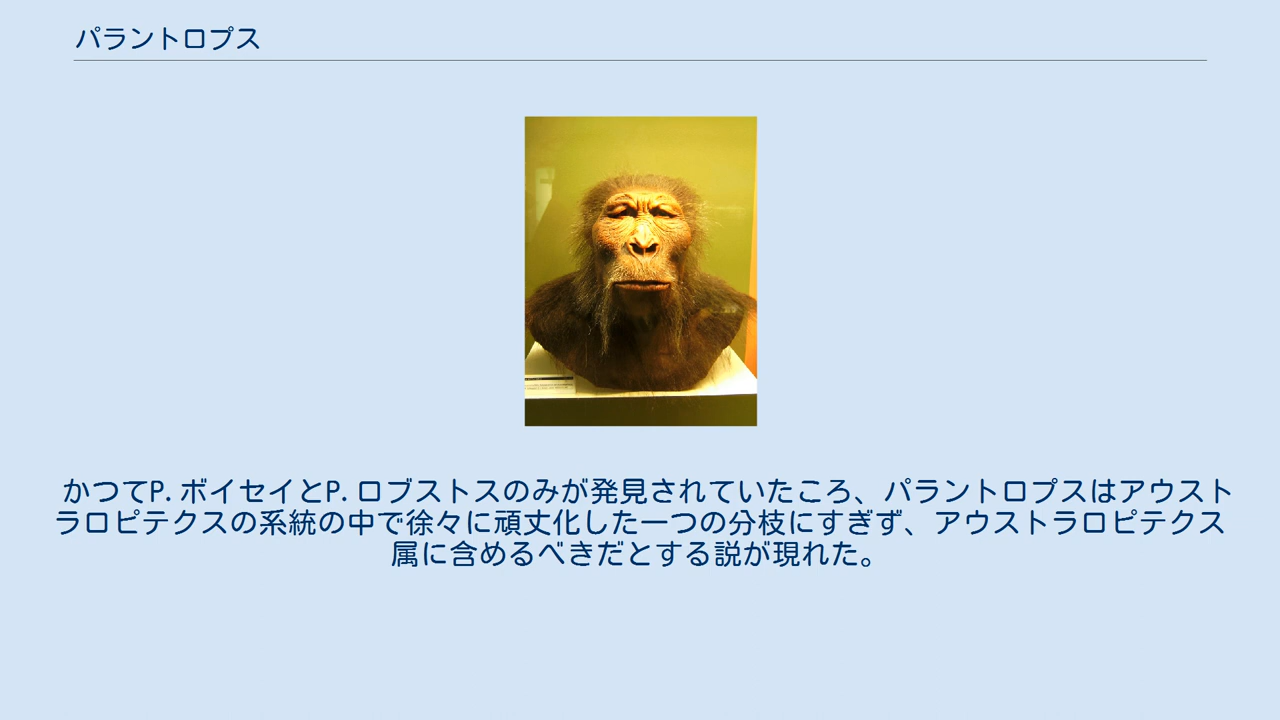 パラントロプス
かつてP. ボイセイとP. ロブストスのみが発見されていたころ、パラントロプスはアウスト
ラロピテクスの系統の中で徐々に頑丈化した一つの分枝にすぎず、アウストラロピテクス
属に含めるべきだとする説が現れた。